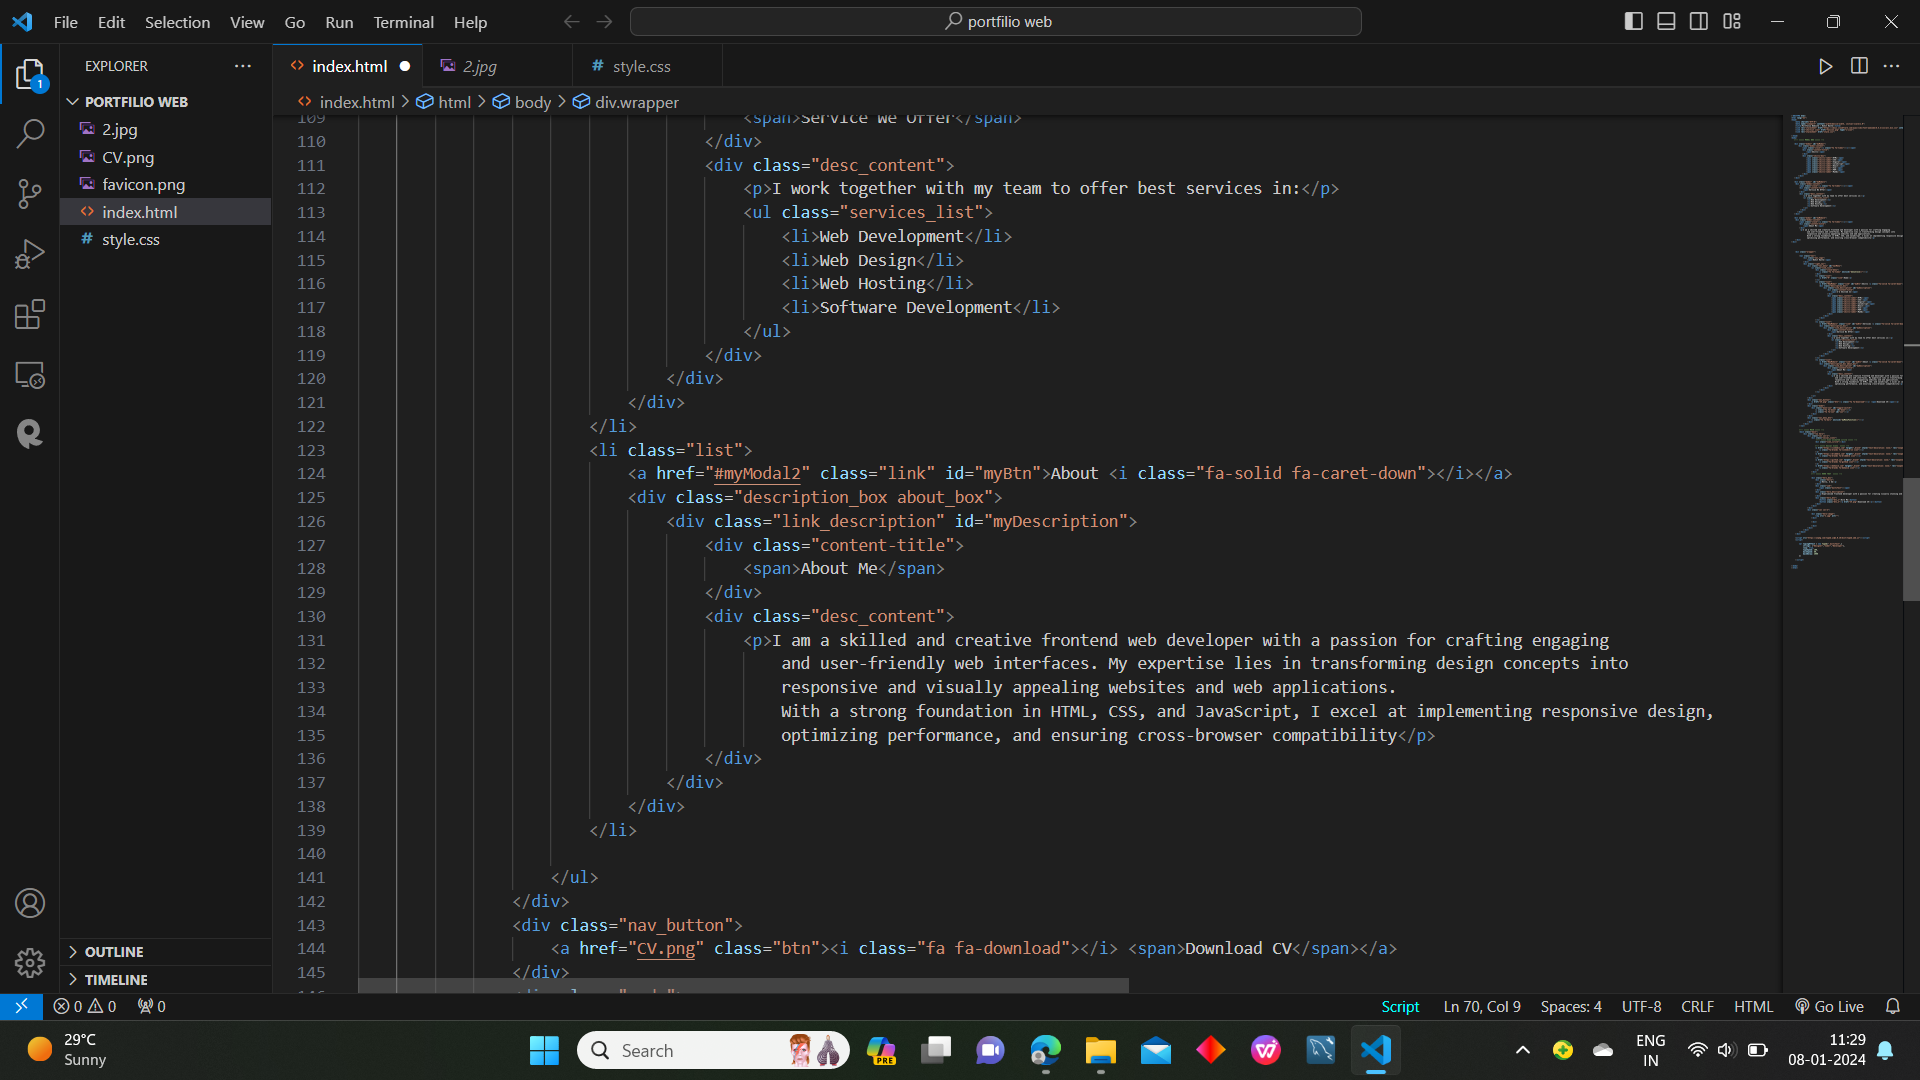 File Edit Selection View Go Run Terminal Help
portfilio web
EXPLORER
index.html
2.jpg
style.css
PORTFILIO WEB
index.html > html > body > div.wrapper
2.jpg
CV.png
favicon.png
index.html
style.css
OUTLINE
TIMELINE
1
109 <span>Service We Offer</span>
110 </div>
111 <div class="desc_content">
112 <p>I work together with my team to offer best services in:</p>
113 <ul class="services_list">
114 <li>Web Development</li>
115 <li>Web Design</li>
116 <li>Web Hosting</li>
117 <li>Software Development</li>
118 </ul>
119 </div>
120 </div>
121 </div>
122 </li>
123 <li class="list">
124 <a href="#myModal2" class="link" id="myBtn">About <i class="fa-solid fa-caret-down"></i></a>
125 <div class="description_box about_box">
126 <div class="link_description" id="myDescription">
127 <div class="content-title">
128 <span>About Me</span>
129 </div>
130 <div class="desc_content">
131 <p>I am a skilled and creative frontend web developer with a passion for crafting engaging
132 and user-friendly web interfaces. My expertise lies in transforming design concepts into
133 responsive and visually appealing websites and web applications.
134 With a strong foundation in HTML, CSS, and JavaScript, I excel at implementing responsive design,
135 optimizing performance, and ensuring cross-browser compatibility</p>
136 </div>
137 </div>
138 </div>
139 </li>
140
141 </ul>
142 </div>
143 <div class="nav_button">
144 <a href="CV.png" class="btn"><i class="fa fa-download"></i> <span>Download CV</span></a>
145 </div>
0 0 0
Script Ln 70, Col 9 Spaces: 4 UTF-8 CRLF HTML Go Live
29°C
Sunny
Search
PRE
ENG
IN
11:29
08-01-2024